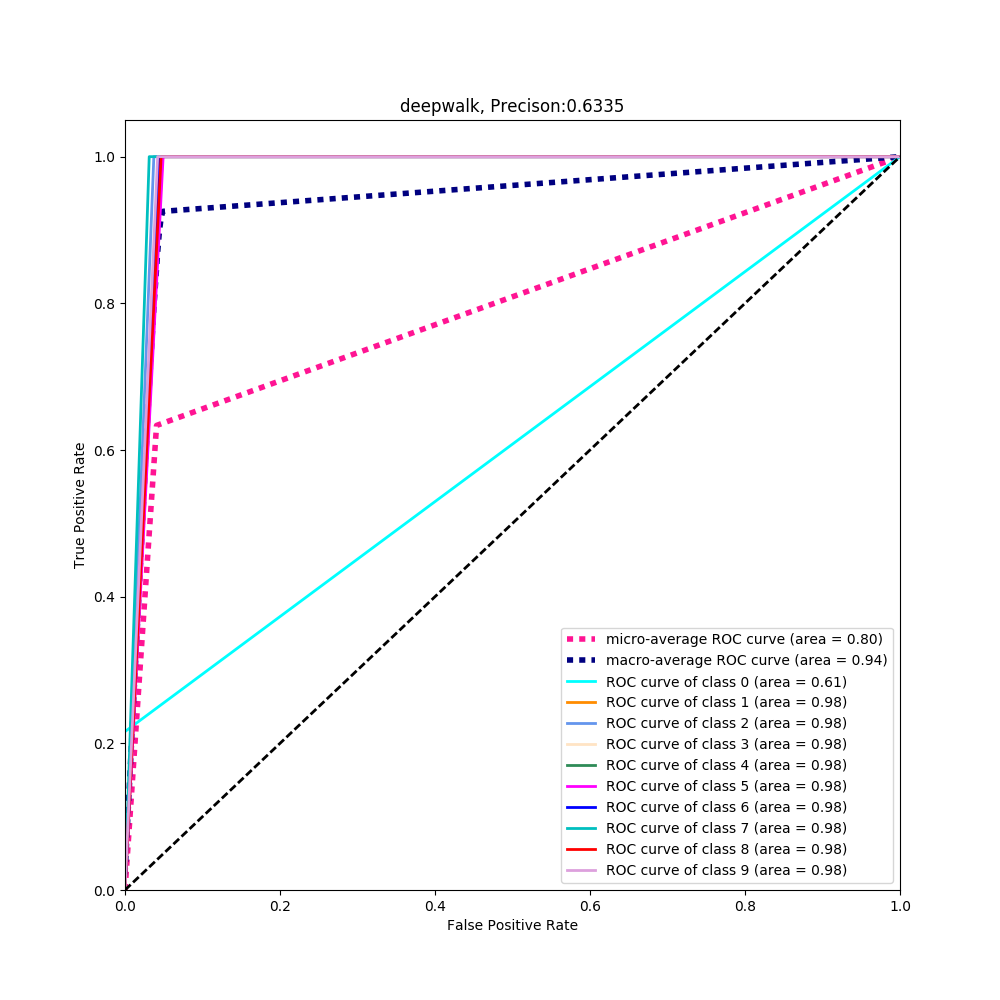 deepwalk, Precison:0.6335
1.0
0.8
0.6
0.4
0.2
0.0
True Positive Rate
micro-average ROC curve (area = 0.80)
macro-average ROC curve (area = 0.94)
ROC curve of class 0 (area = 0.61)
ROC curve of class 1 (area = 0.98)
ROC curve of class 2 (area = 0.98)
ROC curve of class 3 (area = 0.98)
ROC curve of class 4 (area = 0.98)
ROC curve of class 5 (area = 0.98)
ROC curve of class 6 (area = 0.98)
ROC curve of class 7 (area = 0.98)
ROC curve of class 8 (area = 0.98)
ROC curve of class 9 (area = 0.98)
0.0 0.2 0.4 0.6 0.8 1.0
False Positive Rate